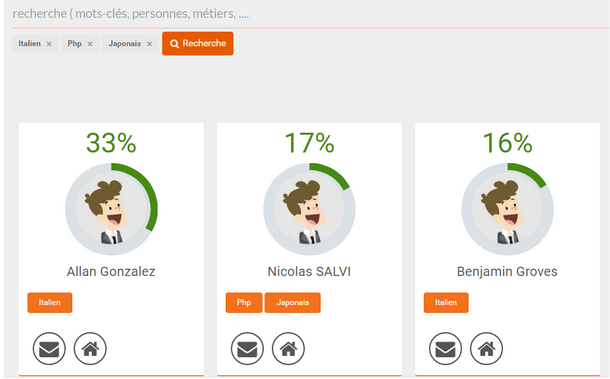 recherche ( mots-clés, personnes, métiers, ....
Italien × Php × Japonais × Recherche
33% 17% 16%
Allan Gonzalez Nicolas SALVI Benjamin Groves
Italien Php Japonais Italien